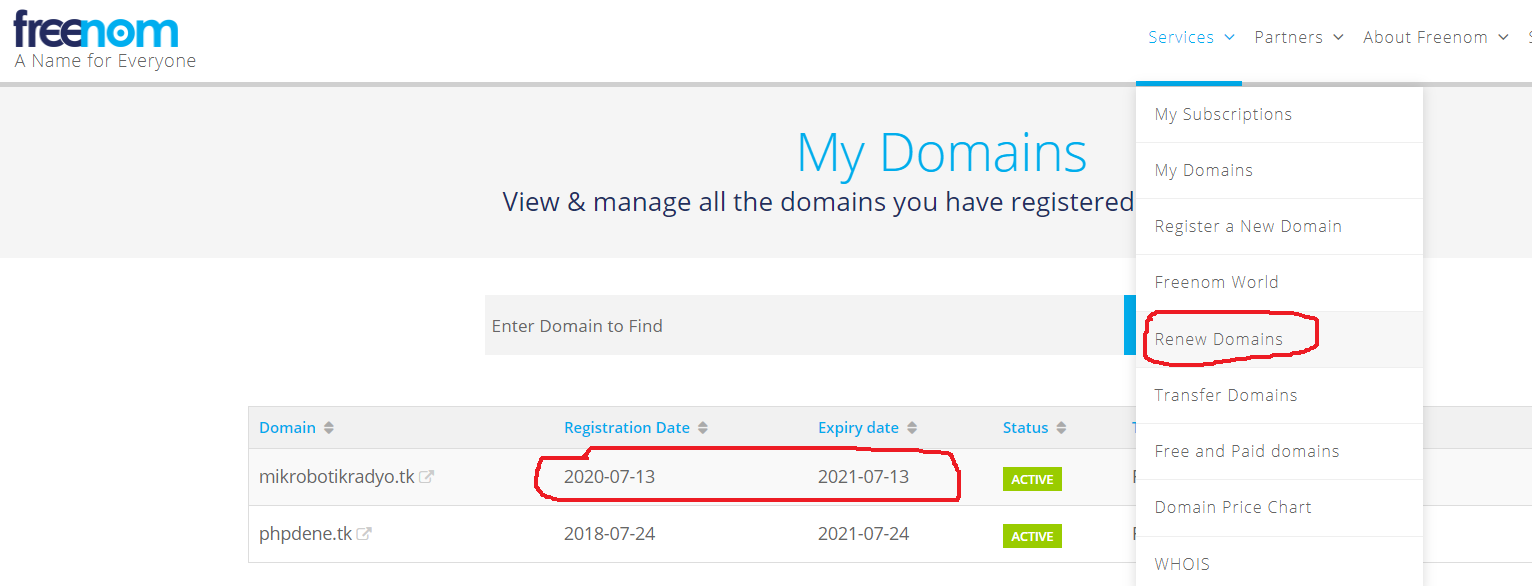 freenom
A Name for Everyone
Services Partners About Freenom
My Subscriptions
My Domains
Register a New Domain
Freenom World
Renew Domains
Transfer Domains
Free and Paid domains
Domain Price Chart
WHOIS
My Domains
View & manage all the domains you have registered
Enter Domain to Find
Domain Registration Date Expiry date Status
mikrobotikradyo.tk 2020-07-13 2021-07-13 ACTIVE
phpdene.tk 2018-07-24 2021-07-24 ACTIVE